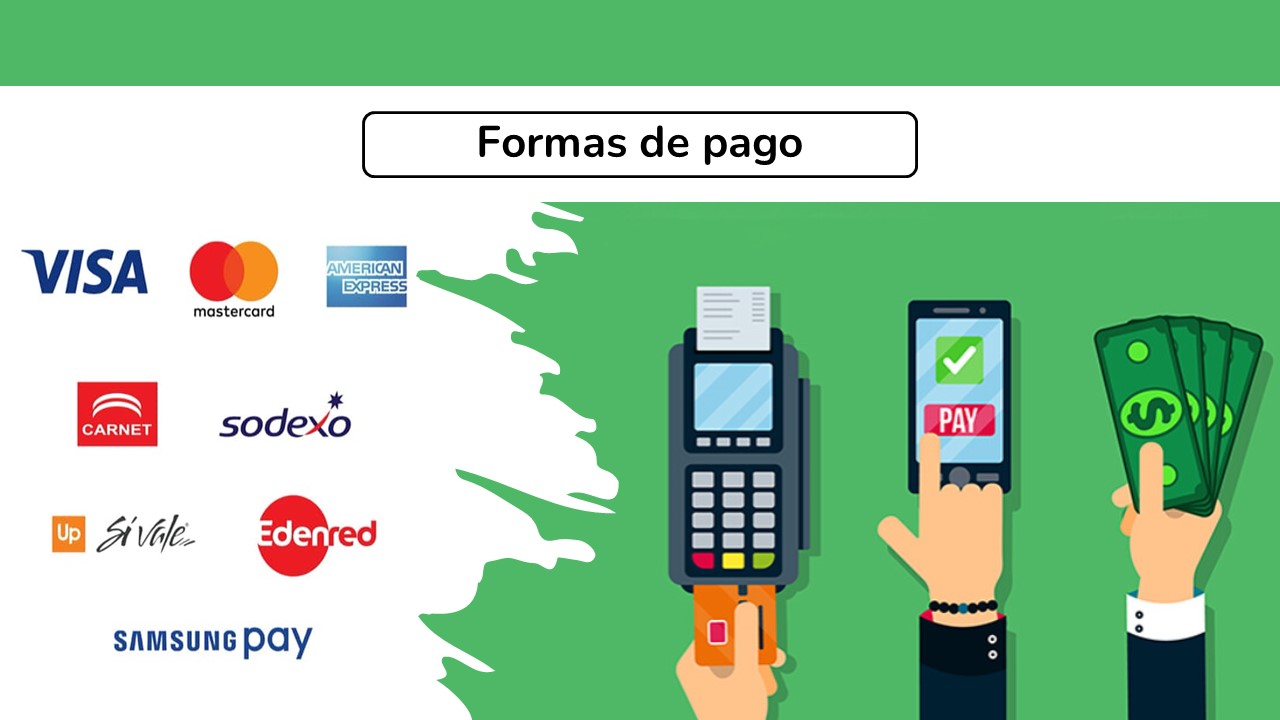 Formas de pago
VISA
mastercard
AMERICAN
EXPRESS
CARNET
sodexo
Up Sí Vale
Edenred
SAMSUNG pay
PAY